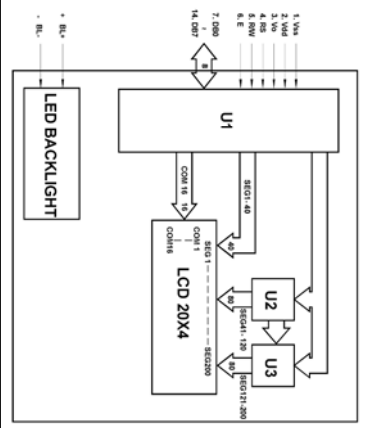 1. Vss
2. Vdd
3. Vo
4. RS
5. R/W
6. E
7. DB0
~
14. DB7
8
+ BL+
- BL-
U1
LED BACKLIGHT
COM 16
16
SEG1- 40
40
SEG 1 — — — — — — SEG200
COM 1
COM16
LCD 20X4
U2
80
SEG41- 120
U3
80
SEG121-200